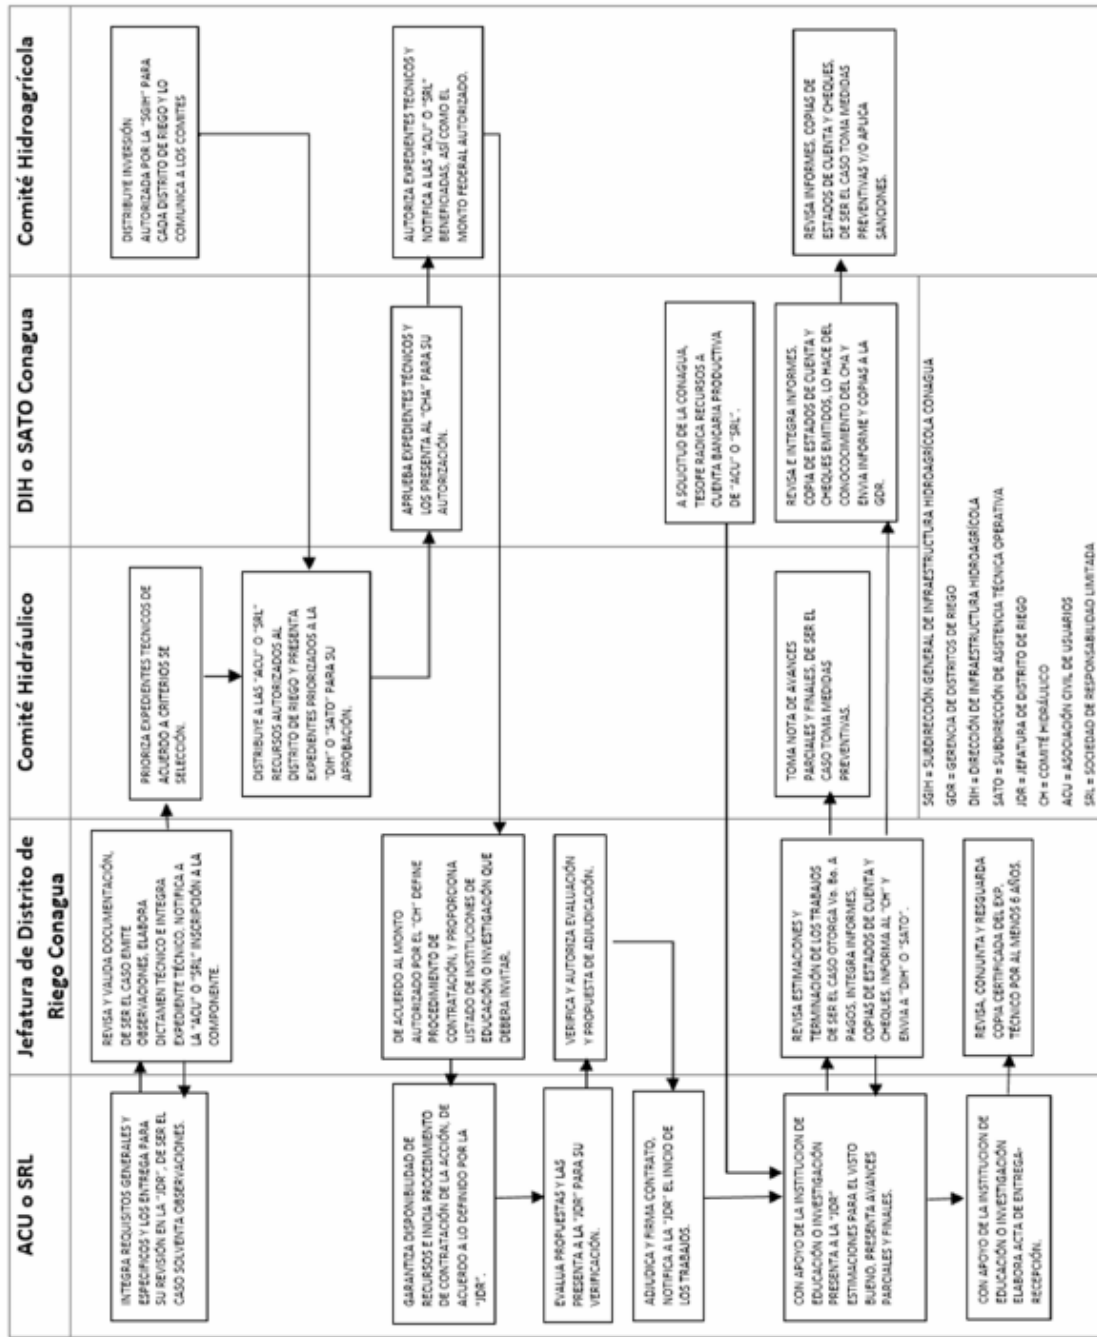 ACU o SRL
Jefatura de Distrito de
Riego Conagua
Comité Hidráulico
DIH o SATO Conagua
Comité Hidroagrícola
INTEGRA REQUISITOS GENERALES Y
ESPECIFICOS Y LOS ENTREGA PARA
SU REVISIÓN EN LA "JDR", DE SER EL
CASO SOLVENTA OBSERVACIONES.
REVISA Y VALIDA DOCUMENTACIÓN,
DE SER EL CASO EMITE
OBSERVACIONES, ELABORA
DICTAMEN TÉCNICO E INTEGRA
EXPEDIENTE TÉCNICO, NOTIFICA A
LA "ACU" O "SRL" INSCRIPCIÓN A LA
COMPONENTE.
PRIORIZA EXPEDIENTES TECNICOS DE
ACUERDO A CRITERIOS SE
SELECCIÓN.
DISTRIBUYE INVERSIÓN
AUTORIZADA POR LA "SGIH" PARA
CADA DISTRITO DE RIEGO Y LO
COMUNICA A LOS COMITES
DISTRIBUYE A LAS "ACU" O "SRL"
RECURSOS AUTORIZADOS AL
DISTRITO DE RIEGO Y PRESENTA
EXPEDIENTES PRIORIZADOS A LA
"DIH" O "SATO" PARA SU
APROBACIÓN.
APRUEBA EXPEDIENTES TÉCNICOS Y
LOS PRESENTA AL "CHA" PARA SU
AUTORIZACIÓN.
AUTORIZA EXPEDIENTES TECNICOS Y
NOTIFICA A LAS "ACU" O "SRL"
BENEFICIADAS, ASÍ COMO EL
MONTO FEDERAL AUTORIZADO.
DE ACUERDO AL MONTO
AUTORIZADO POR EL "CH" DEFINE
PROCEDIMIENTO DE
CONTRATACIÓN, Y PROPORCIONA
LISTADO DE INSTITUCIONES DE
EDUCACIÓN O INVESTIGACIÓN QUE
DEBERA INVITAR.
GARANTIZA DISPONIBILIDAD DE
RECURSOS E INICIA PROCEDIMIENTO
DE CONTRATACIÓN DE LA ACCIÓN, DE
ACUERDO A LO DEFINIDO POR LA
"JDR".
EVALUA PROPUESTAS Y LAS
PRESENTA A LA "JDR" PARA SU
VERIFICACIÓN.
VERIFICA Y AUTORIZA EVALUACIÓN
Y PROPUESTA DE ADJUDICACIÓN.
ADJUDICA Y FIRMA CONTRATO,
NOTIFICA A LA "JDR" EL INICIO DE
LOS TRABAJOS.
A SOLICITUD DE LA CONAGUA,
TESOFE RADICA RECURSOS A
CUENTA BANCARIA PRODUCTIVA
DE "ACU" O "SRL".
CON APOYO DE LA INSTITUCION DE
EDUCACIÓN O INVESTIGACIÓN
PRESENTA A LA "JDR"
ESTIMACIONES PARA EL VISTO
BUENO, PRESENTA AVANCES
PARCIALES Y FINALES.
REVISA ESTIMACIONES Y
TERMINACIÓN DE LOS TRABAJOS
DE SER EL CASO OTORGA Vo. Bo. A
PAGOS, INTEGRA INFORMES,
COPIAS DE ESTADOS DE CUENTA Y
CHEQUES, INFORMA AL "CH" Y
ENVIA A "DIH" O "SATO".
TOMA NOTA DE AVANCES
PARCIALES Y FINALES, DE SER EL
CASO TOMA MEDIDAS
PREVENTIVAS.
REVISA E INTEGRA INFORMES,
COPIA DE ESTADOS DE CUENTA Y
CHEQUES EMITIDOS, LO HACE DEL
CONOCOCIMIENTO DEL CHA Y
ENVIA INFORME Y COPIAS A LA
GDR.
REVISA INFORMES, COPIAS DE
ESTADOS DE CUENTA Y CHEQUES,
DE SER EL CASO TOMA MEDIDAS
PREVENTIVAS Y/O APLICA
SANCIONES.
CON APOYO DE LA INSTITUCION DE
EDUCACIÓN O INVESTIGACIÓN
ELABORA ACTA DE ENTREGA-
RECEPCIÓN.
REVISA, CONJUNTA Y RESGUARDA
COPIA CERTIFICADA DEL EXP.
TÉCNICO POR AL MENOS 6 AÑOS.
SGIH = SUBDIRECCIÓN GENERAL DE INFRAESTRUCTURA HIDROAGRÍCOLA CONAGUA
GDR = GERENCIA DE DISTRITOS DE RIEGO
DIH = DIRECCIÓN DE INFRAESTRUCTURA HIDROAGRÍCOLA
SATO = SUBDIRECCIÓN DE ASISTENCIA TÉCNICA OPERATIVA
JDR = JEFATURA DE DISTRITO DE RIEGO
CH = COMITÉ HIDRÁULICO
ACU = ASOCIACIÓN CIVIL DE USUARIOS
SRL = SOCIEDAD DE RESPONSABILIDAD LIMITADA